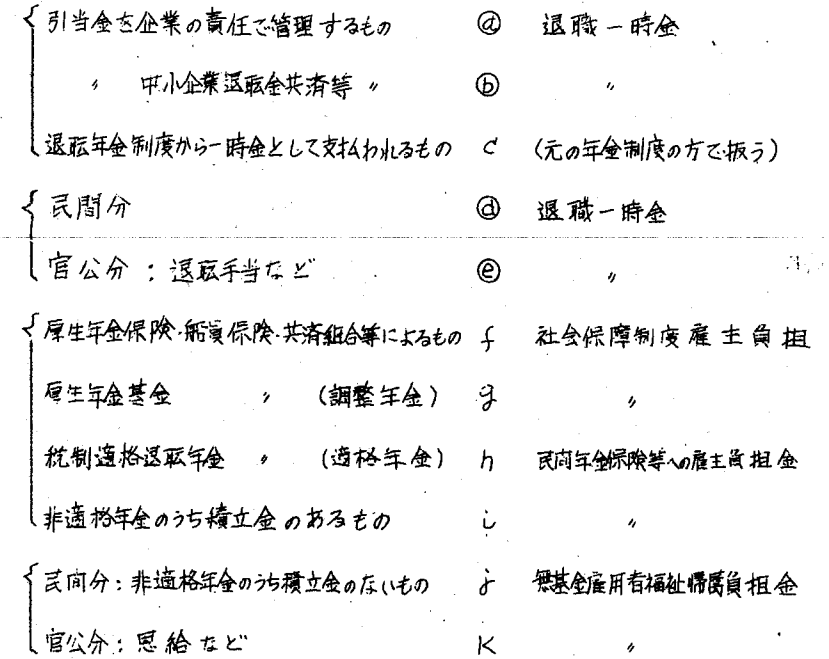 引当金を企業の責任で管理するもの ⓐ 退職一時金
〃 中小企業退転金共済等 〃 ⓑ 〃
退転年金制度から一時金として支払われるもの c (元の年金制度の方で扱う)
民間分 ⓓ 退職一時金
官公分:退転手当など ⓔ 〃
厚生年金保険・船員保険・共済組合等によるもの f 社会保障制度雇主負担
厚生年金基金 〃 (調整年金) g 〃
税制適格退転年金 〃 (適格年金) h 民間年金保険等への雇主負担金
非適格年金のうち積立金のあるもの i 〃
民間分:非適格年金のうち積立金のないもの j 無基金雇用者福祉帰属負担金
官公分:恩給など K 〃